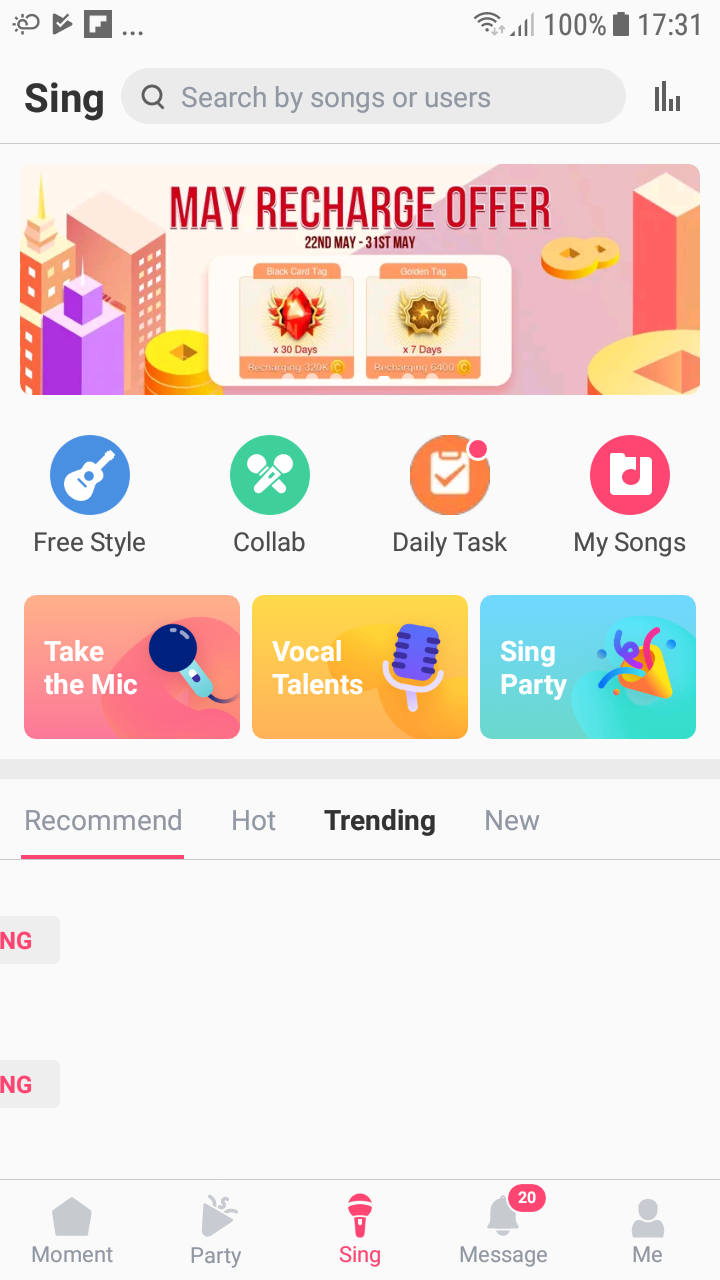 ... 100% 17:31
Sing Search by songs or users
MAY RECHARGE OFFER
22ND MAY - 31ST MAY
Black Card Tag Golden Tag
x 30 Days x 7 Days
Recharging 320K Recharging 6400
Free Style Collab Daily Task My Songs
Take
the Mic
Vocal
Talents
Sing
Party
Recommend Hot Trending New
NG
NG
20
Moment Party Sing Message Me